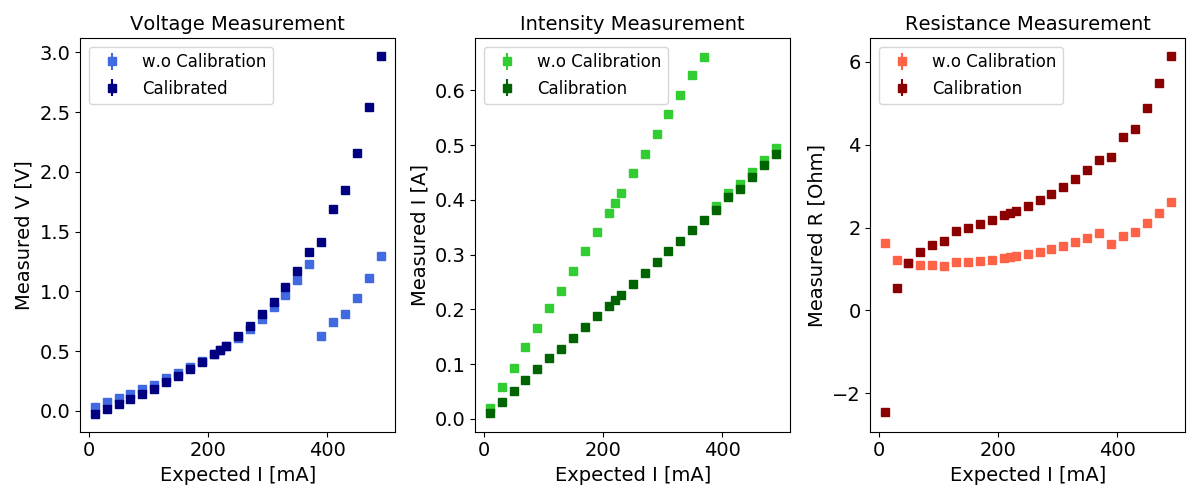 Voltage Measurement
w.o Calibration
Calibrated
3.0
2.5
2.0
1.5
1.0
0.5
0.0
Measured V [V]
0
200
400
Expected I [mA]
Intensity Measurement
w.o Calibration
Calibration
0.6
0.5
0.4
0.3
0.2
0.1
0.0
Measured I [A]
0
200
400
Expected I [mA]
Resistance Measurement
w.o Calibration
Calibration
6
4
2
0
−2
Measured R [Ohm]
0
200
400
Expected I [mA]